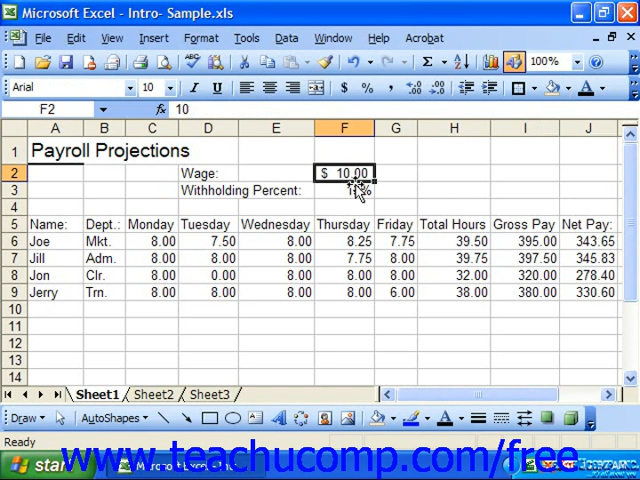 Microsoft Excel - Intro- Sample.xls
File Edit View Insert Format Tools Data Window Help Acrobat
100%
Arial 10 B I U $ %
F2 fx 10
A B C D E F G H I J
1 Payroll Projections
2 Wage: $ 10.00
3 Withholding Percent:
4
5 Name: Dept.: Monday Tuesday Wednesday Thursday Friday Total Hours Gross Pay Net Pay:
6 Joe Mkt. 8.00 7.50 8.00 8.25 7.75 39.50 395.00 343.65
7 Jill Adm. 8.00 8.00 8.00 7.75 8.00 39.75 397.50 345.83
8 Jon Clr. 8.00 0.00 8.00 8.00 8.00 32.00 320.00 278.40
9 Jerry Trn. 8.00 8.00 8.00 8.00 6.00 38.00 380.00 330.60
10
11
12
13
14
Sheet1 Sheet2 Sheet3
Draw AutoShapes
Ready
start Microsoft Excel
www.teachucomp.com/free